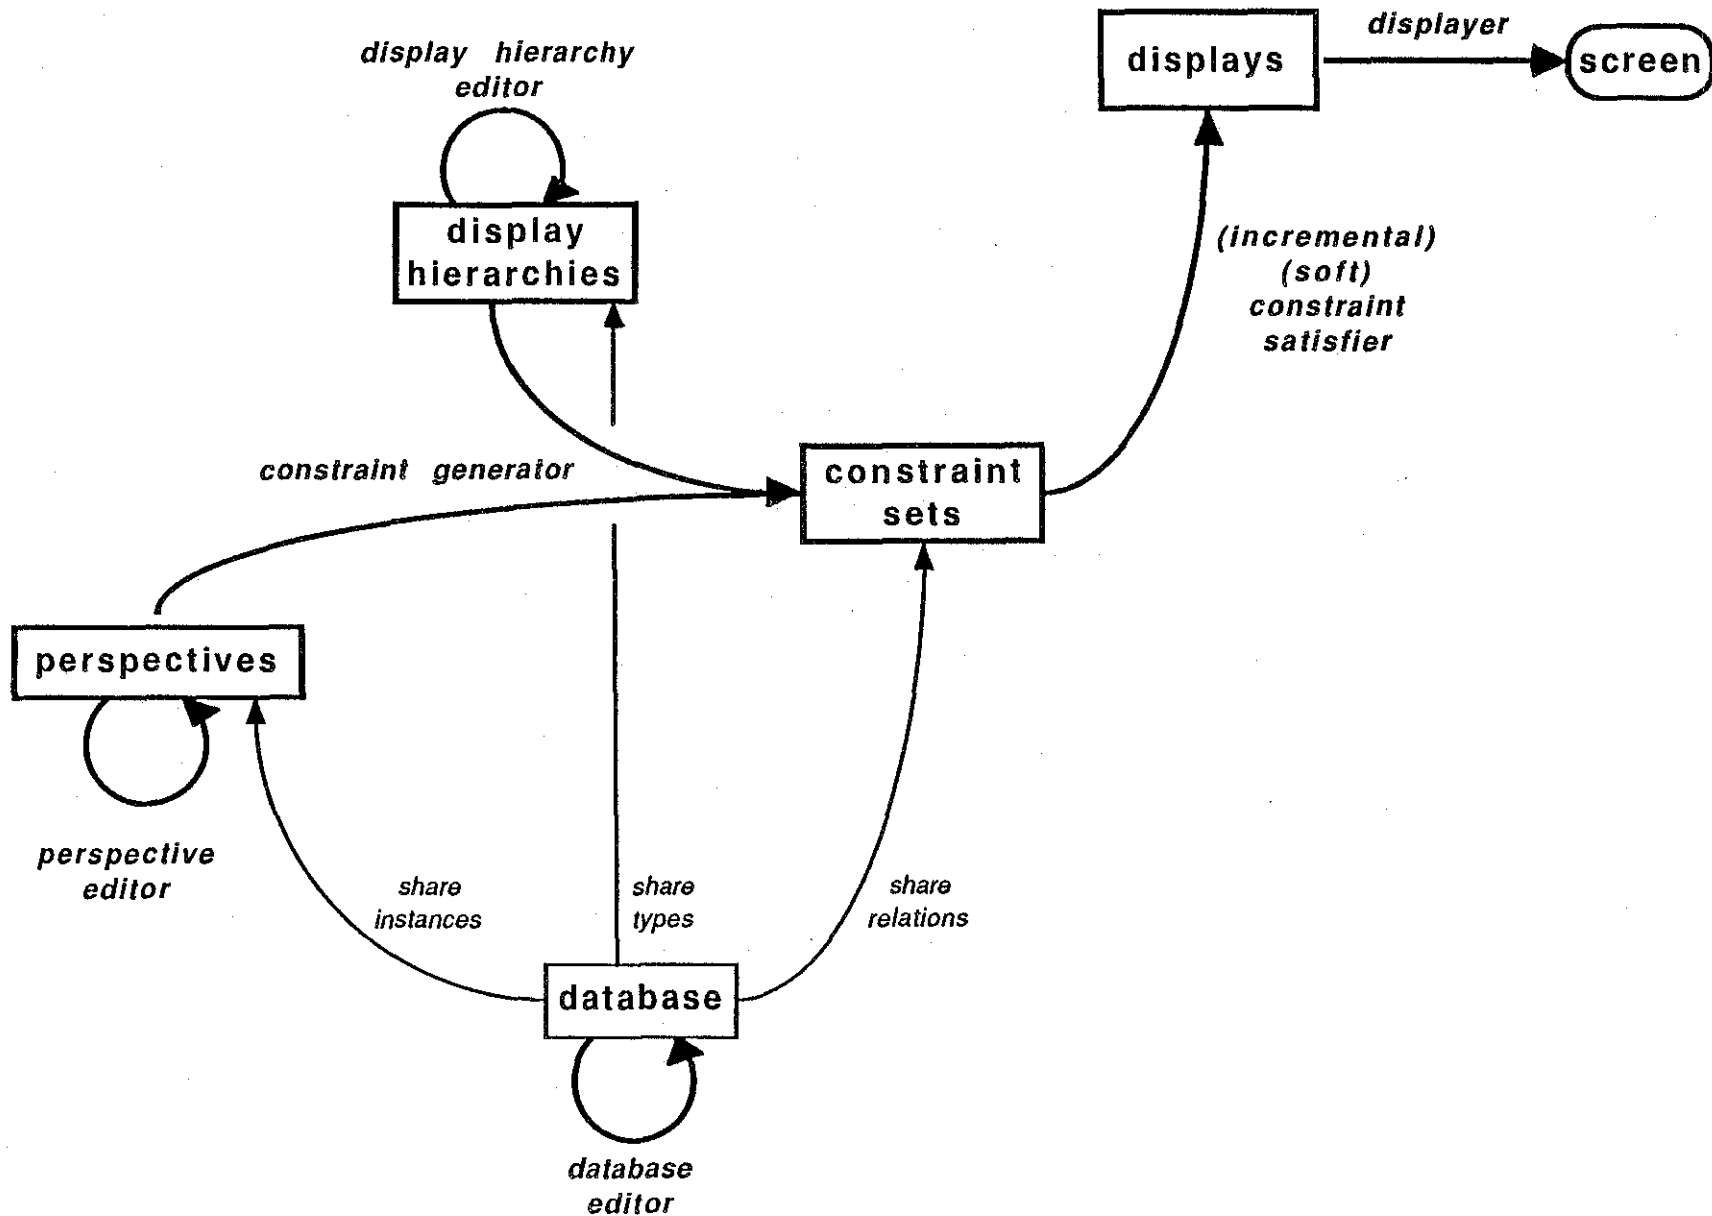 displayer
displays
screen
display hierarchy
editor
display
hierarchies
(incremental)
(soft)
constraint
satisfier
constraint generator
constraint
sets
perspectives
perspective
editor
share
instances
share
types
share
relations
database
database
editor